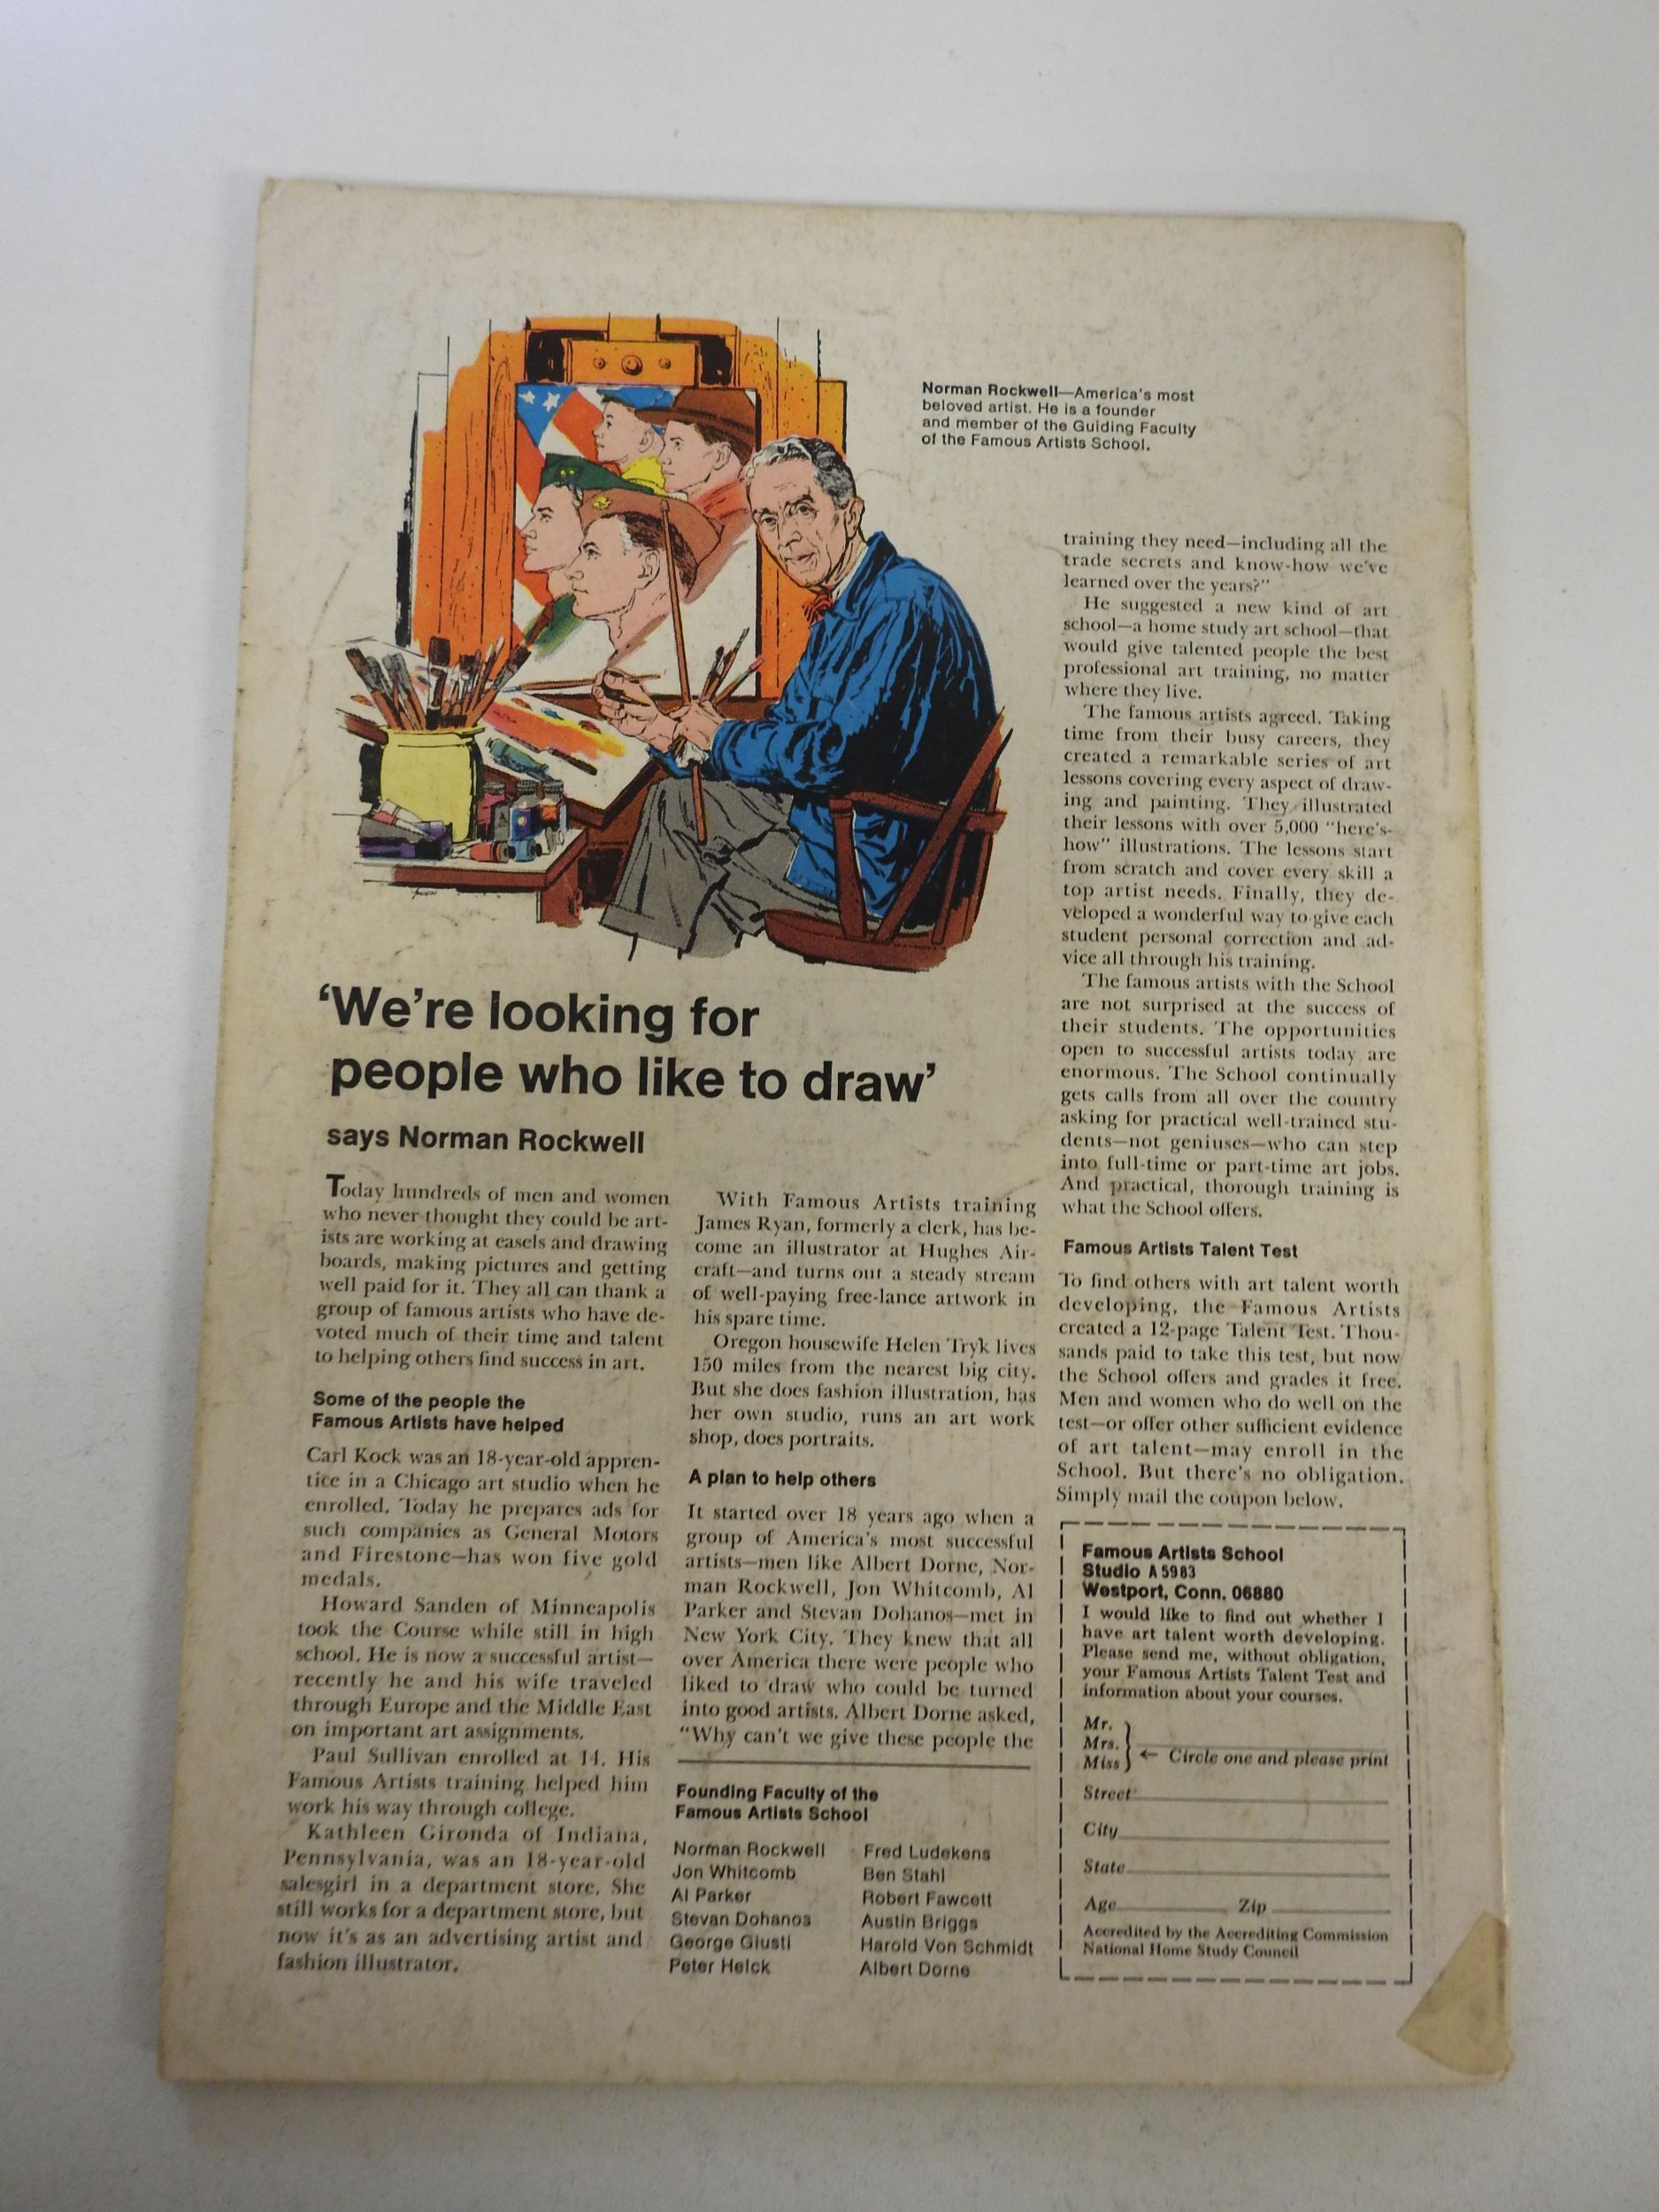 Norman Rockwell—America's most
beloved artist. He is a founder
and member of the Guiding Faculty
of the Famous Artists School.
'We're looking for
people who like to draw'
says Norman Rockwell
Today hundreds of men and women
who never thought they could be art-
ists are working at easels and drawing
boards, making pictures and getting
well paid for it. They all can thank a
group of famous artists who have de-
voted much of their time and talent
to helping others find success in art.
Some of the people the
Famous Artists have helped
Carl Kock was an 18-year-old appren-
tice in a Chicago art studio when he
enrolled. Today he prepares ads for
such companies as General Motors
and Firestone—has won five gold
medals.
Howard Sanden of Minneapolis
took the Course while still in high
school. He is now a successful artist—
recently he and his wife traveled
through Europe and the Middle East
on important art assignments.
Paul Sullivan enrolled at 14. His
Famous Artists training helped him
work his way through college.
Kathleen Gironda of Indiana,
Pennsylvania, was an 18-year-old
salesgirl in a department store. She
still works for a department store, but
now it's as an advertising artist and
fashion illustrator.
With Famous Artists training
James Ryan, formerly a clerk, has be-
come an illustrator at Hughes Air-
craft—and turns out a steady stream
of well-paying free-lance artwork in
his spare time.
Oregon housewife Helen Tryk lives
150 miles from the nearest big city.
But she does fashion illustration, has
her own studio, runs an art work
shop, does portraits.
A plan to help others
It started over 18 years ago when a
group of America's most successful
artists—men like Albert Dorne, Nor-
man Rockwell, Jon Whitcomb, Al
Parker and Stevan Dohanos—met in
New York City. They knew that all
over America there were people who
liked to draw who could be turned
into good artists. Albert Dorne asked,
"Why can't we give these people the
Founding Faculty of the
Famous Artists School
Norman Rockwell
Jon Whitcomb
Al Parker
Stevan Dohanos
George Giusti
Peter Helck
Fred Ludekens
Ben Stahl
Robert Fawcett
Austin Briggs
Harold Von Schmidt
Albert Dorne
training they need—including all the
trade secrets and know-how we've
learned over the years?"
He suggested a new kind of art
school—a home study art school—that
would give talented people the best
professional art training, no matter
where they live.
The famous artists agreed. Taking
time from their busy careers, they
created a remarkable series of art
lessons covering every aspect of draw-
ing and painting. They illustrated
their lessons with over 5,000 "here's-
how" illustrations. The lessons start
from scratch and cover every skill a
top artist needs. Finally, they de-
veloped a wonderful way to give each
student personal correction and ad-
vice all through his training.
The famous artists with the School
are not surprised at the success of
their students. The opportunities
open to successful artists today are
enormous. The School continually
gets calls from all over the country
asking for practical well-trained stu-
dents—not geniuses—who can step
into full-time or part-time art jobs.
And practical, thorough training is
what the School offers.
Famous Artists Talent Test
To find others with art talent worth
developing, the Famous Artists
created a 12-page Talent Test. Thou-
sands paid to take this test, but now
the School offers and grades it free.
Men and women who do well on the
test—or offer other sufficient evidence
of art talent—may enroll in the
School. But there's no obligation.
Simply mail the coupon below.
Famous Artists School
Studio A5983
Westport, Conn. 06880
I would like to find out whether I
have art talent worth developing.
Please send me, without obligation,
your Famous Artists Talent Test and
information about your courses.
Mr.
Mrs.
Miss } ← Circle one and please print
Street
City
State
Age Zip
Accredited by the Accrediting Commission
National Home Study Council